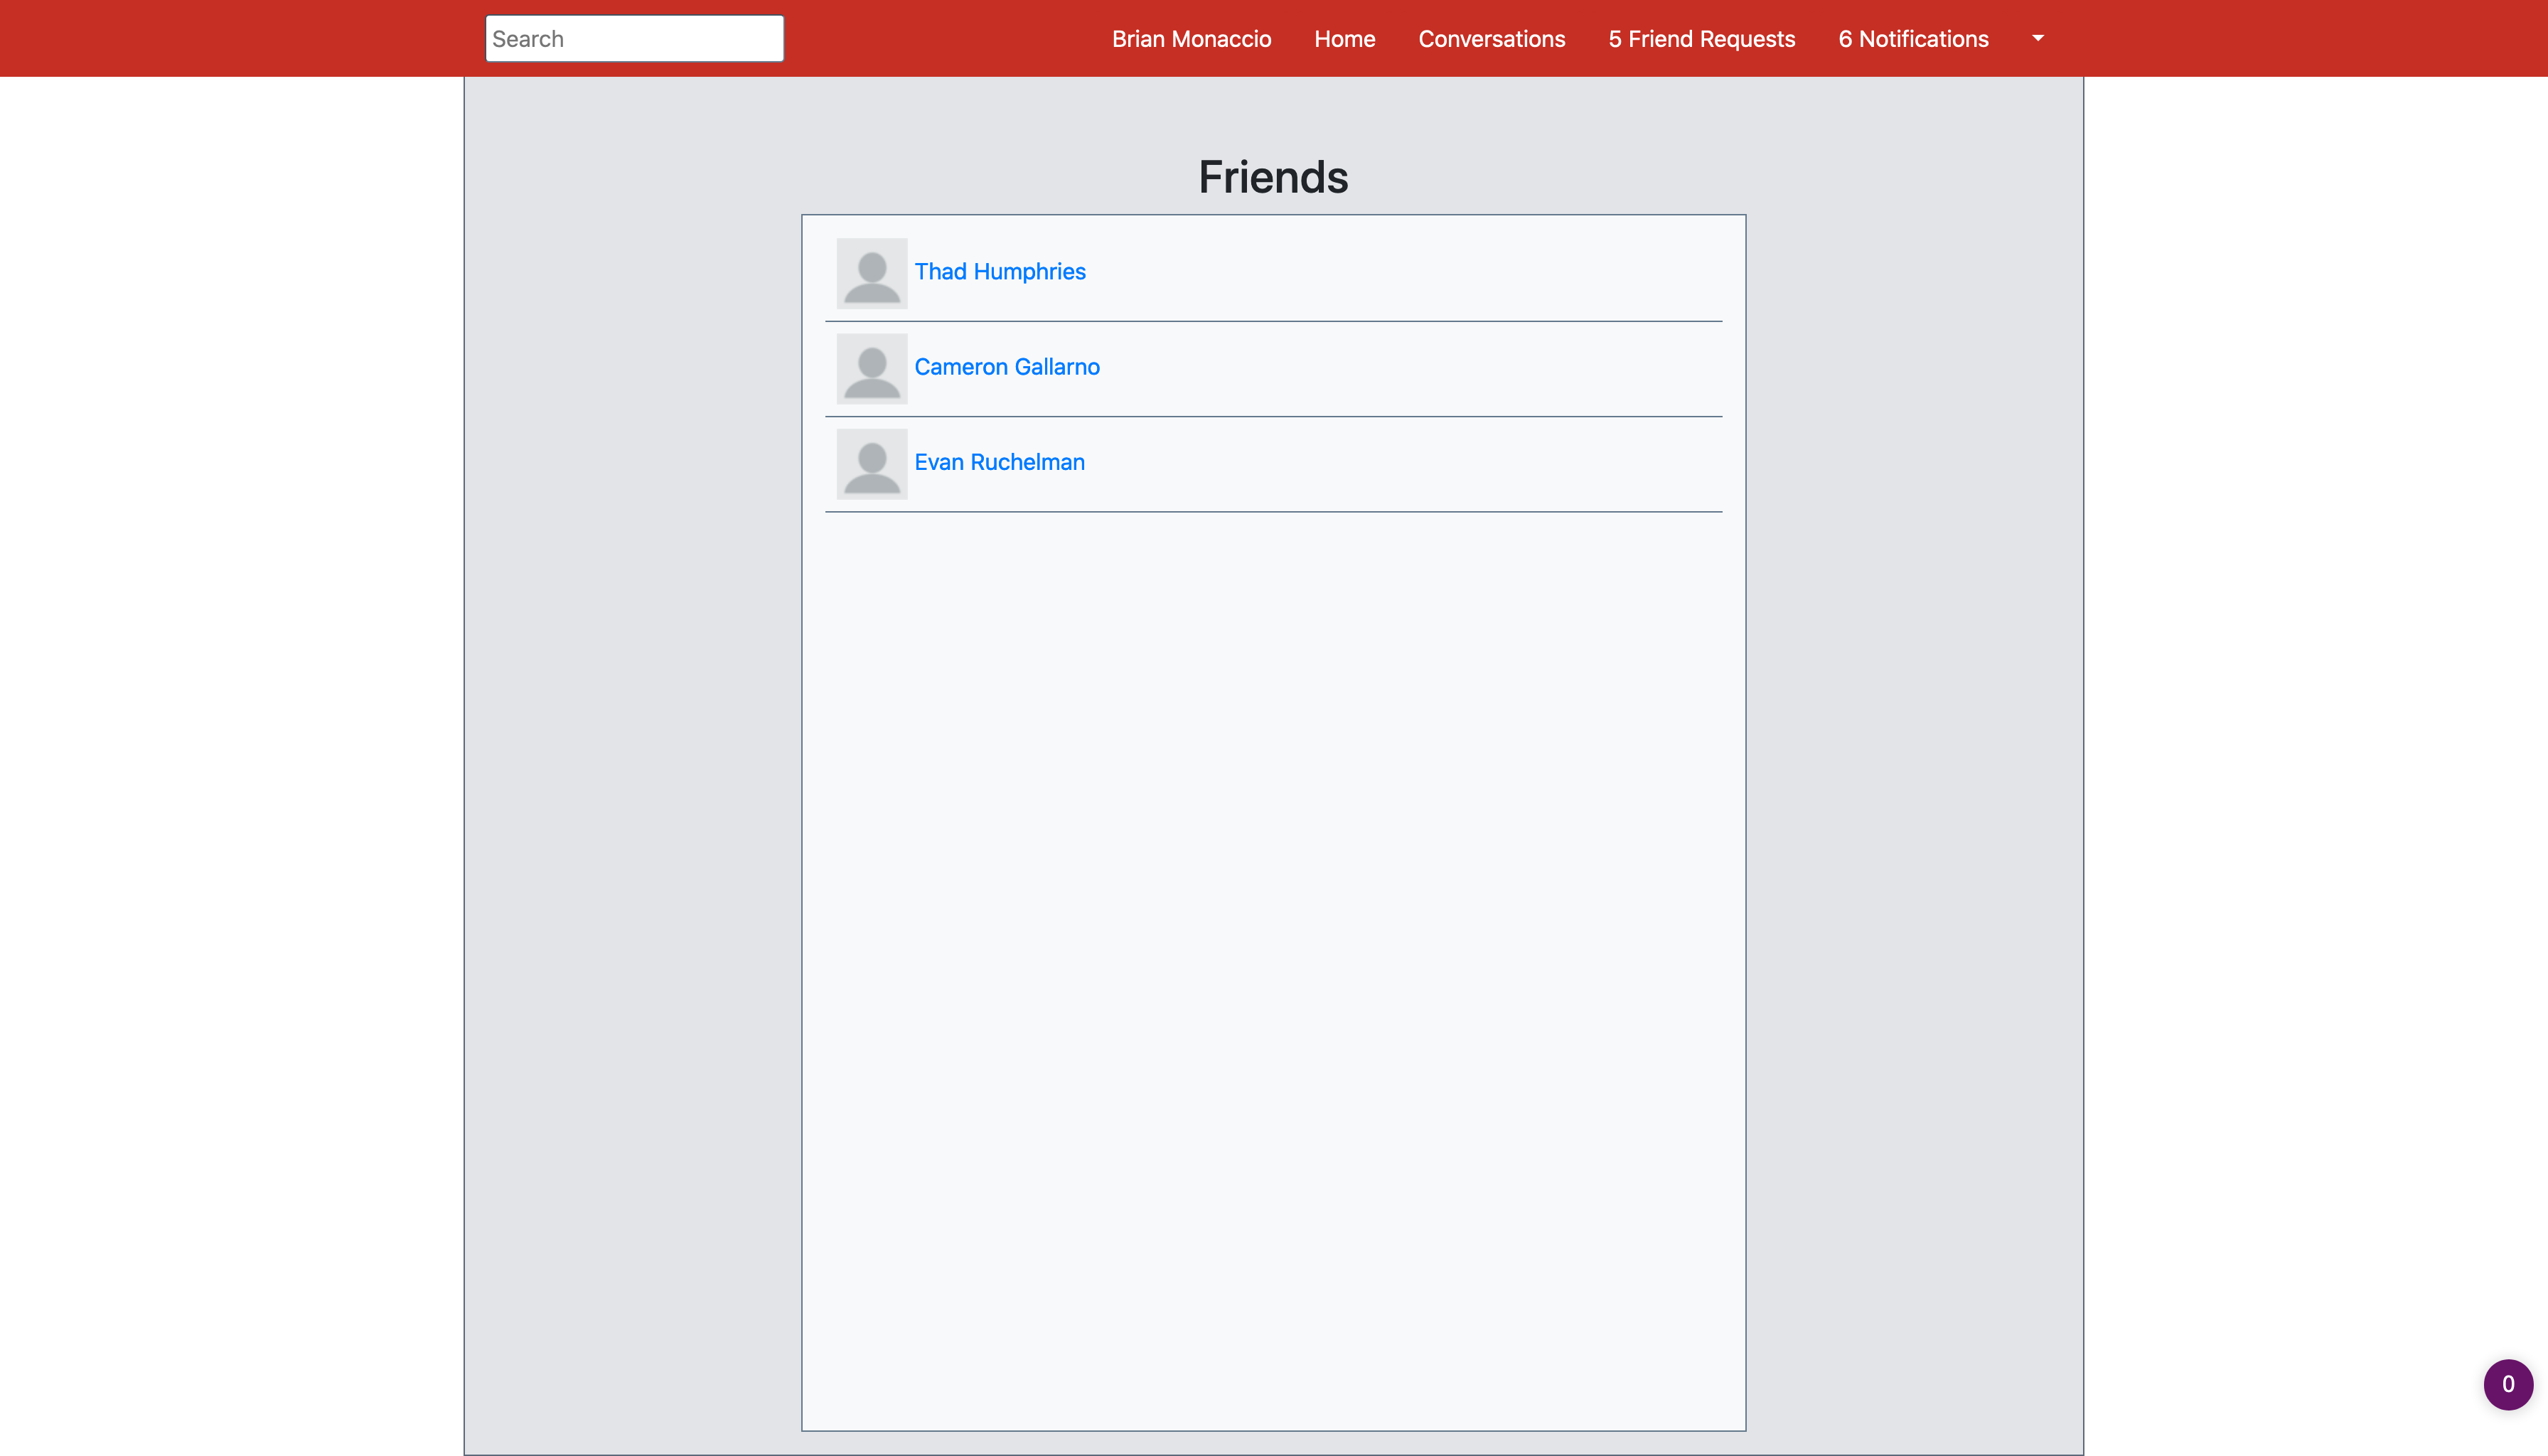 Search Brian Monaccio Home Conversations 5 Friend Requests 6 Notifications
Friends
Thad Humphries
Cameron Gallarno
Evan Ruchelman
0